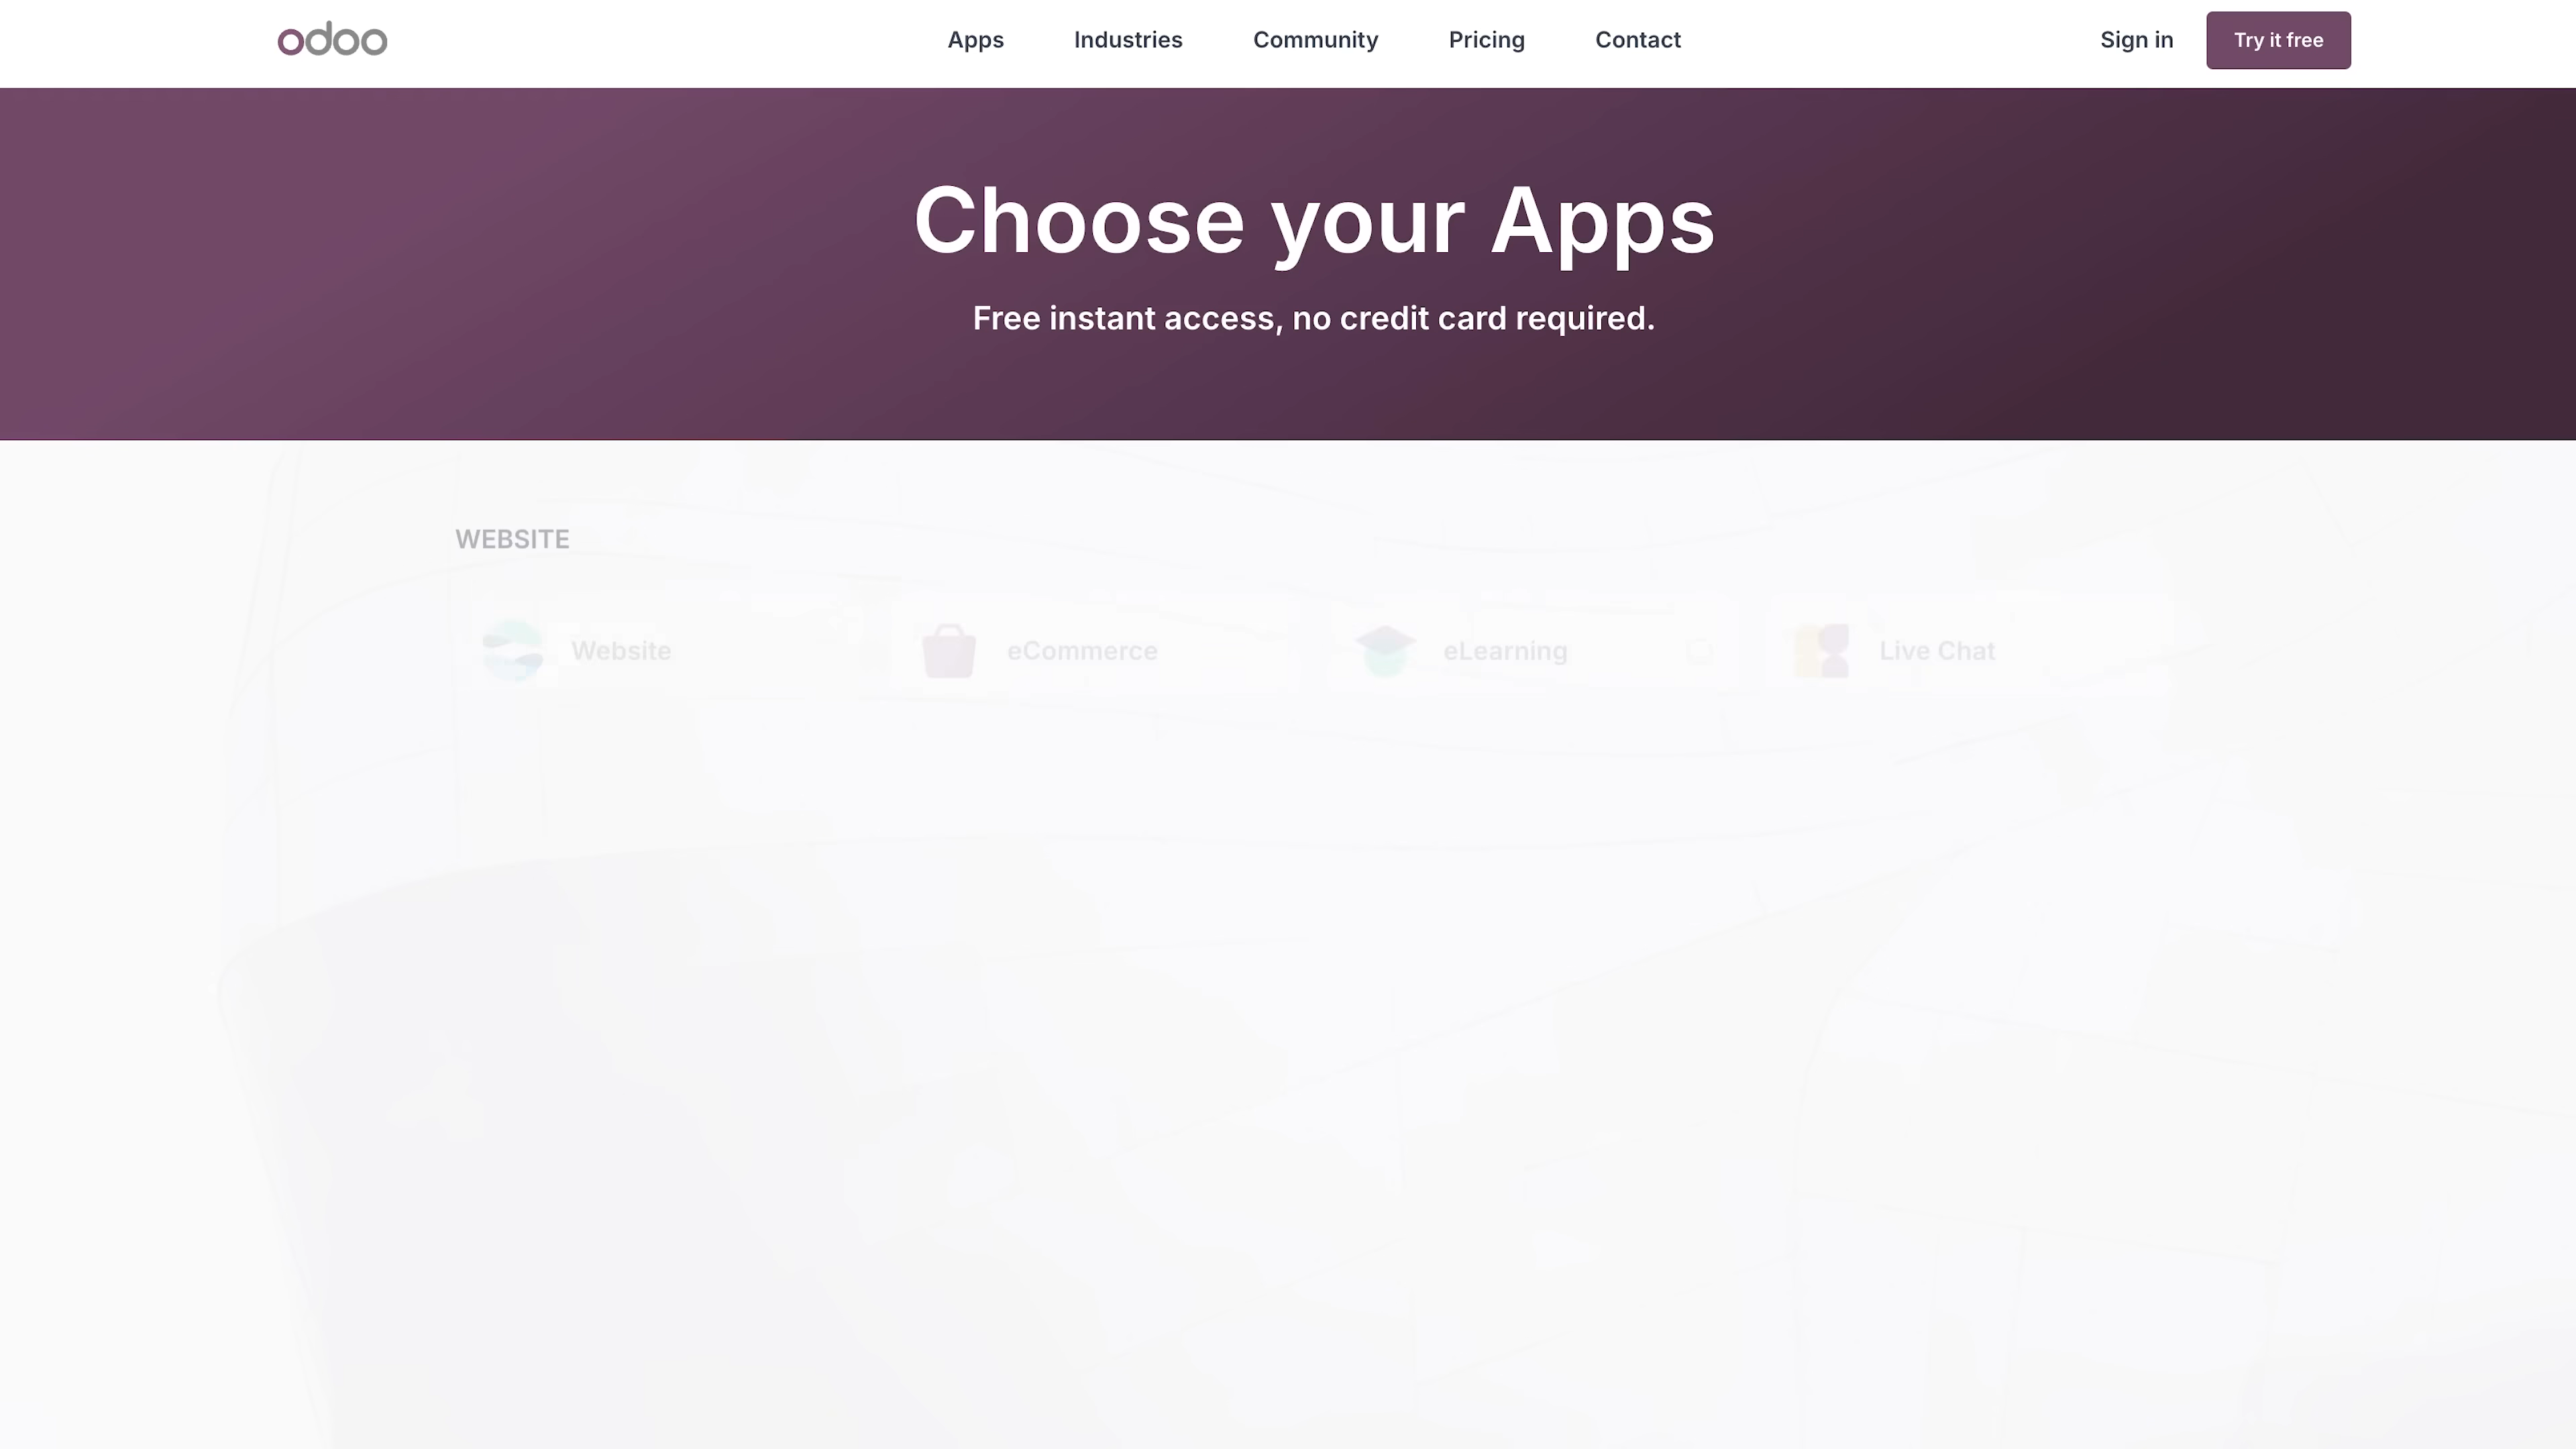 odoo
Apps Industries Community Pricing Contact Sign in Try it free
Choose your Apps
Free instant access, no credit card required.
WEBSITE
Website eCommerce eLearning Live Chat